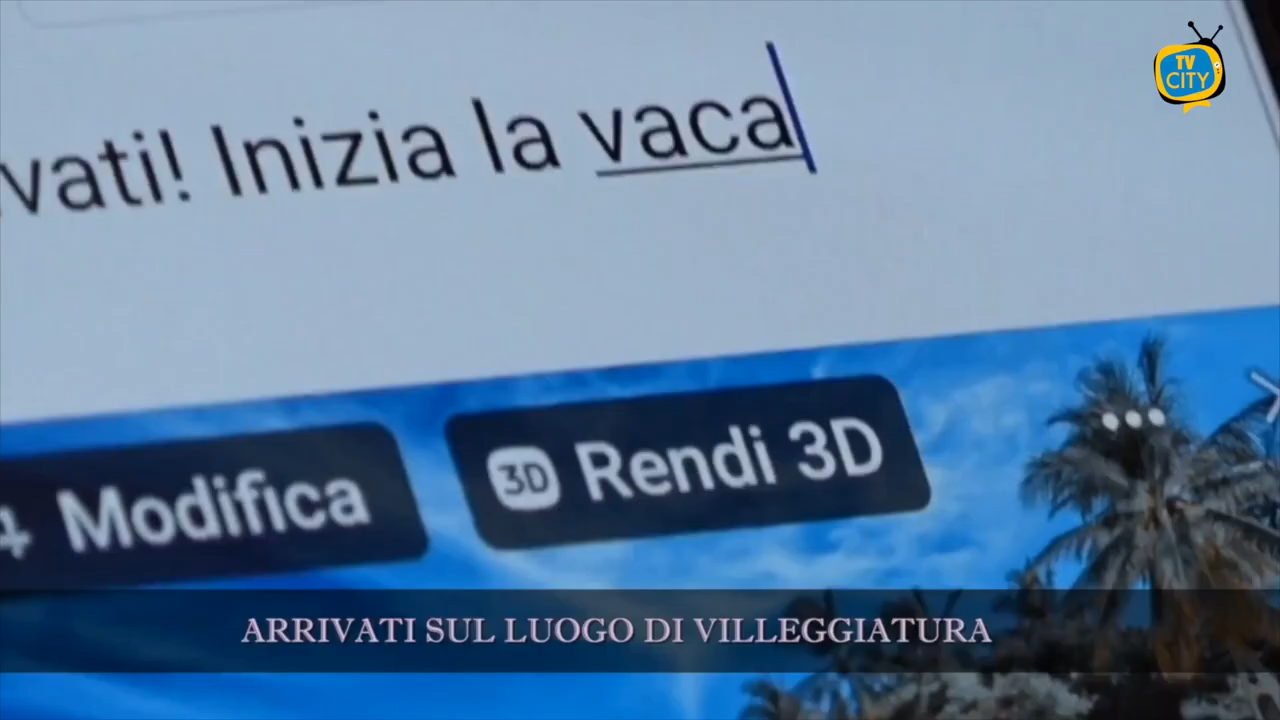 TV
CITY
vati! Inizia la vaca
Modifica
3D Rendi 3D
ARRIVATI SUL LUOGO DI VILLEGGIATURA